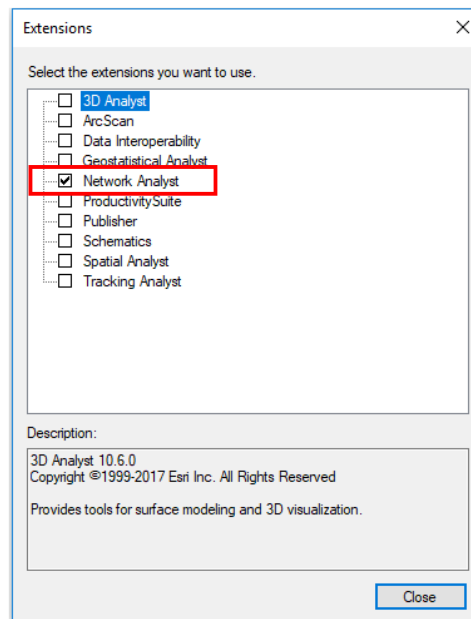 Extensions
Select the extensions you want to use.
3D Analyst
ArcScan
Data Interoperability
Geostatistical Analyst
Network Analyst
ProductivitySuite
Publisher
Schematics
Spatial Analyst
Tracking Analyst
Description:
3D Analyst 10.6.0
Copyright ©1999-2017 Esri Inc. All Rights Reserved
Provides tools for surface modeling and 3D visualization.
Close